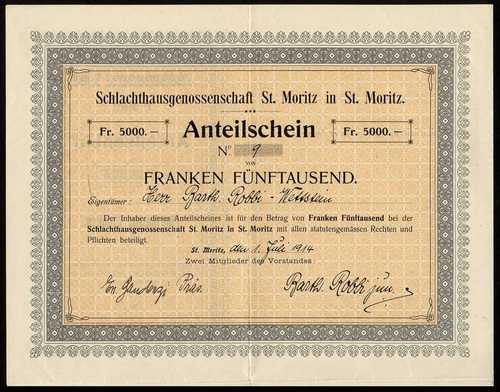 Schlachthausgenossenschaft St. Moritz in St. Moritz.
Fr. 5000.—
Anteilschein
Fr. 5000.—
No 9
von
FRANKEN FÜNFTAUSEND.
Eigentümer: Herr Barth. Robbi - Wettstein
Der Inhaber dieses Anteilscheines ist für den Betrag von Franken Fünftausend bei der
Schlachthausgenossenschaft St. Moritz in St. Moritz mit allen statutengemässen Rechten und
Pflichten beteiligt.
St. Moritz, den 1. Juli 1914
Zwei Mitglieder des Vorstandes:
Präs. Barth. Robbi jun.